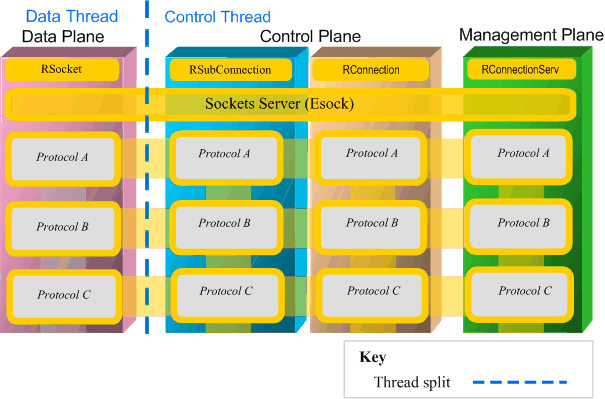 Data Thread
Control Thread
Data Plane
Control Plane
Management Plane
RSocket
RSubConnection
RConnection
RConnectionServ
Sockets Server (Esock)
Protocol A
Protocol A
Protocol A
Protocol A
Protocol B
Protocol B
Protocol B
Protocol B
Protocol C
Protocol C
Protocol C
Protocol C
Key
Thread split